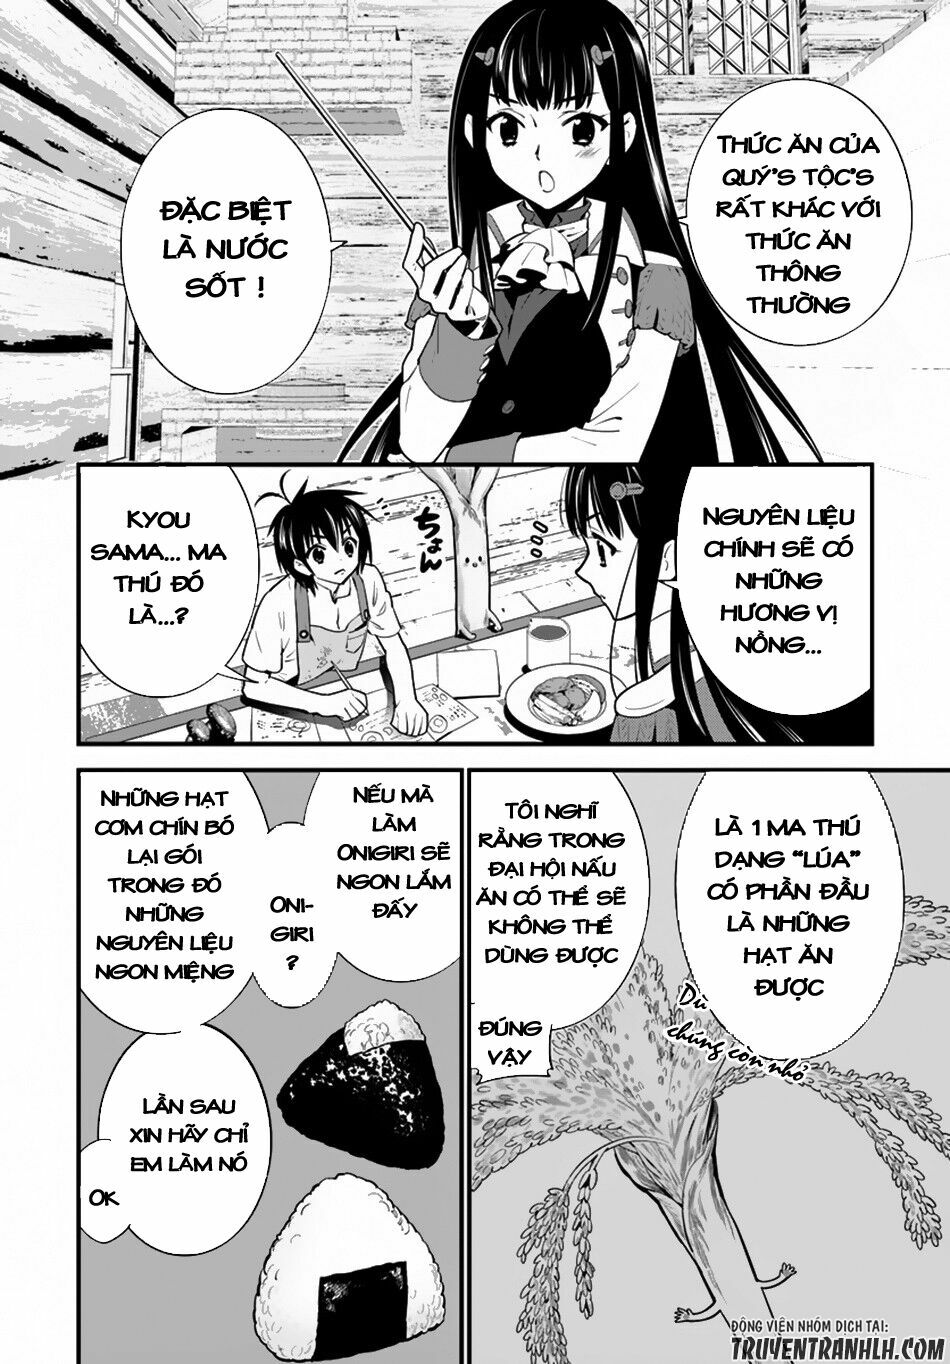 THỨC ĂN CỦA
QUÝ'S TỘC'S
RẤT KHÁC VỚI
THỨC ĂN
THÔNG
THƯỜNG
ĐẶC BIỆT
LÀ NƯỚC
SỐT !
NGUYÊN LIỆU
CHÍNH SẼ CÓ
NHỮNG
HƯƠNG VỊ
NỒNG...
ちょん
KYOU
SAMA... MA
THÚ ĐÓ
LÀ...?
LÀ 1 MA THÚ
DẠNG “LÚA”
CÓ PHẦN ĐẦU
LÀ NHỮNG
HẠT ĂN
ĐƯỢC
chúng còn nhỏ
TÔI NGHĨ
RẰNG TRONG
ĐẠI HỘI NẤU
ĂN CÓ THỂ SẼ
KHÔNG THỂ
DÙNG ĐƯỢC
ĐÚNG
VẬY
NẾU MÀ
LÀM
ONIGIRI SẼ
NGON LẮM
ĐẤY
ONI-
GIRI
?
NHỮNG HẠT
CƠM CHÍN BÓ
LẠI GÓI
TRONG ĐÓ
NHỮNG
NGUYÊN LIỆU
NGON MIỆNG
LẦN SAU
XIN HÃY CHỈ
EM LÀM NÓ
OK
ĐỘNG VIÊN NHÓM DỊCH TẠI:
TRUYENTRANHLH.COM